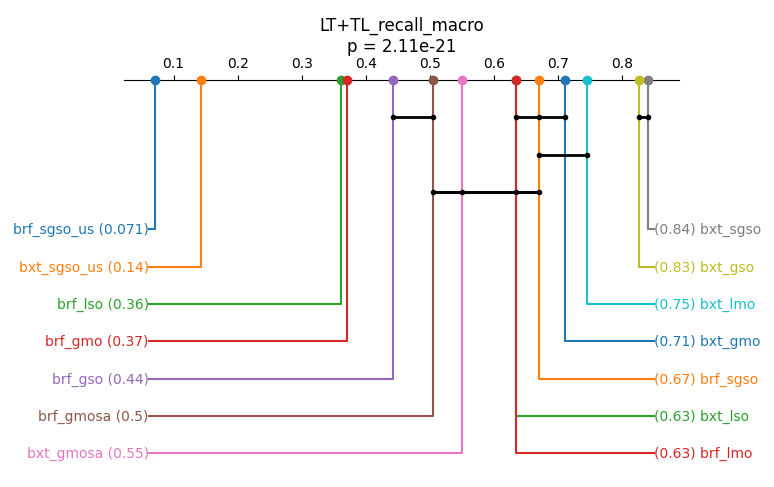 LT+TL_recall_macro
p = 2.11e-21
0.1 0.2 0.3 0.4 0.5 0.6 0.7 0.8
brf_sgso_us (0.071) (0.84) bxt_sgso
bxt_sgso_us (0.14) (0.83) bxt_gso
brf_lso (0.36) (0.75) bxt_lmo
brf_gmo (0.37) (0.71) bxt_gmo
brf_gso (0.44) (0.67) brf_sgso
brf_gmosa (0.5) (0.63) bxt_lso
bxt_gmosa (0.55) (0.63) brf_lmo